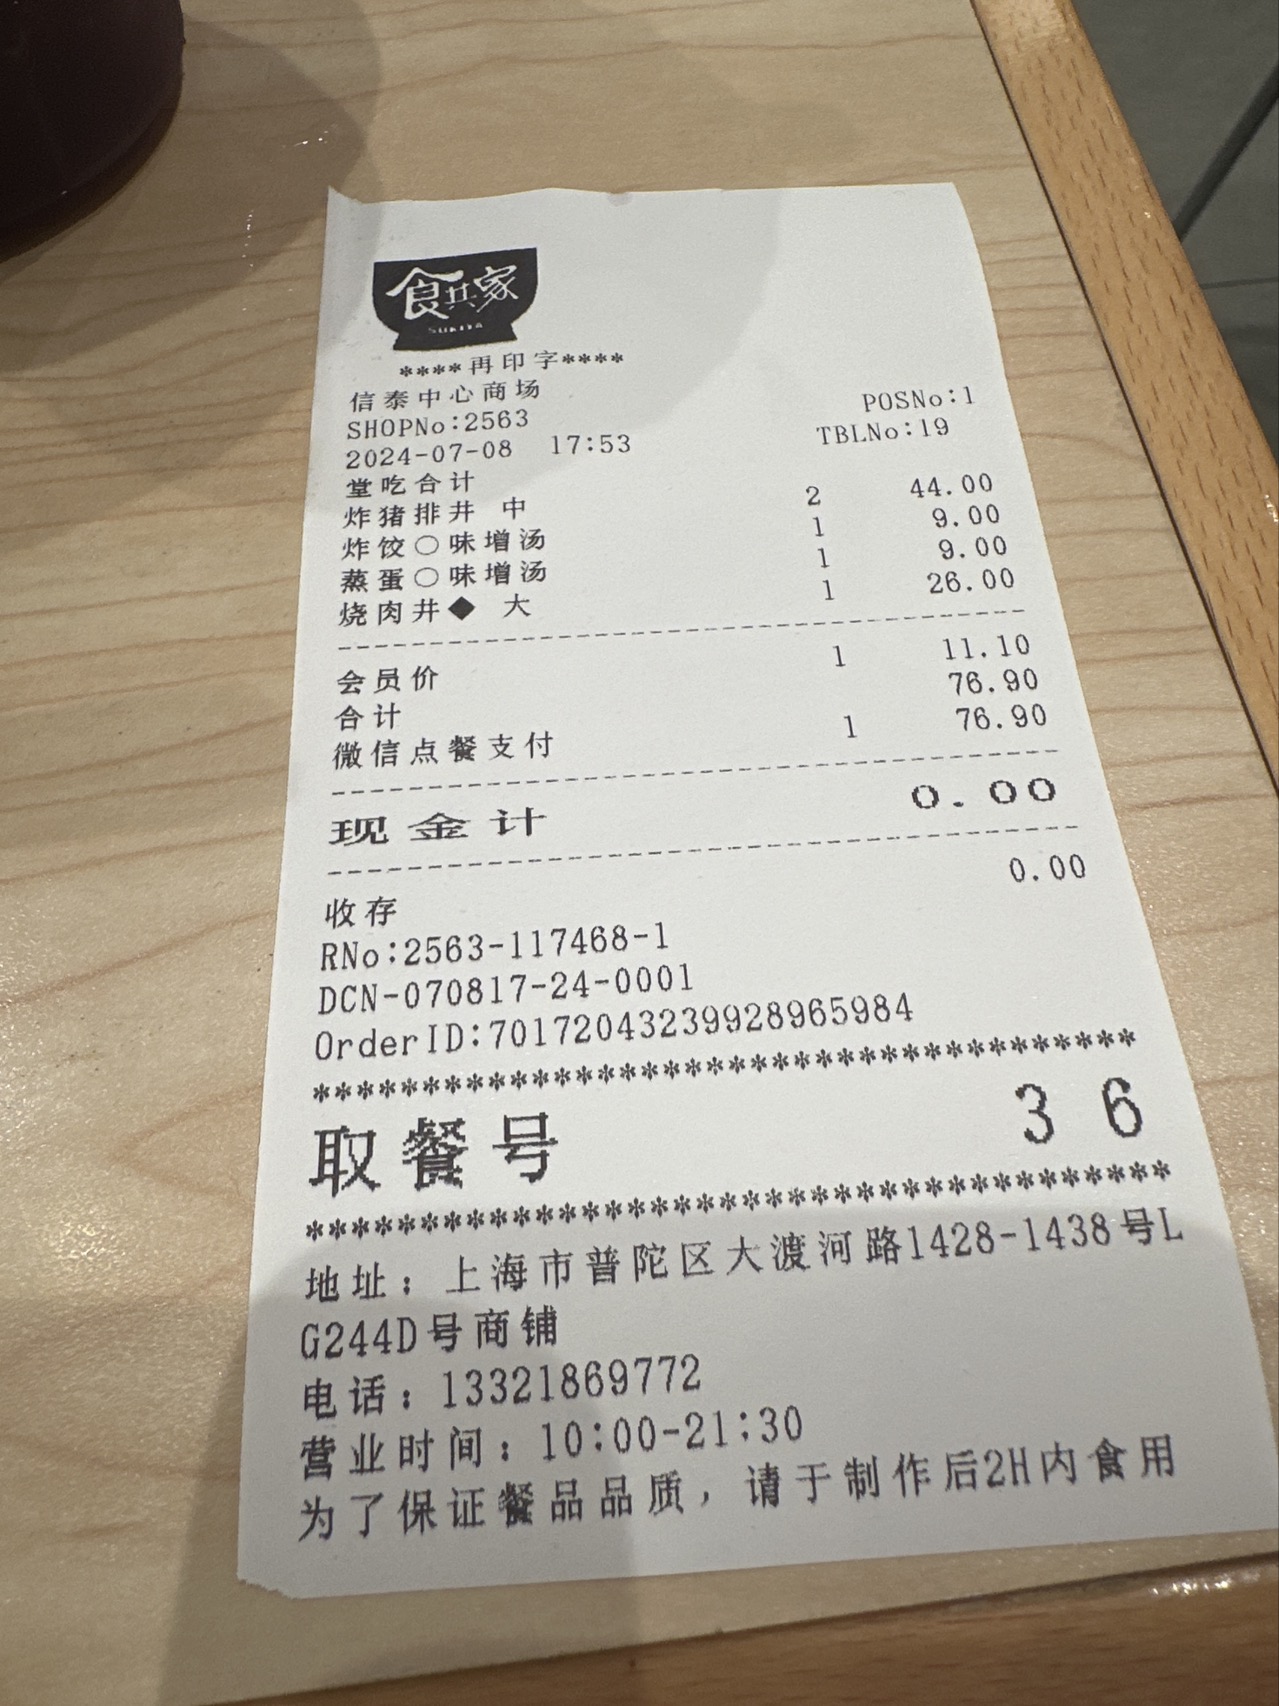 食其家
SUKIYA
****再印字****
信泰中心商场
SHOPNo:2563 POSNo:1
2024-07-08 17:53 TBLNo:19
堂吃合计
炸猪排井 中 2 44.00
炸饺○味增汤 1 9.00
蒸蛋○味增汤 1 9.00
烧肉井◆ 大 1 26.00
会员价 1 11.10
合计 76.90
微信点餐支付 1 76.90
现金计 0.00
收存 0.00
RNo:2563-117468-1
DCN-070817-24-0001
OrderID:70172043239928965984
取餐号 36
地址：上海市普陀区大渡河路1428-1438号L
G244D号商铺
电话：13321869772
营业时间：10:00-21:30
为了保证餐品品质，请于制作后2H内食用